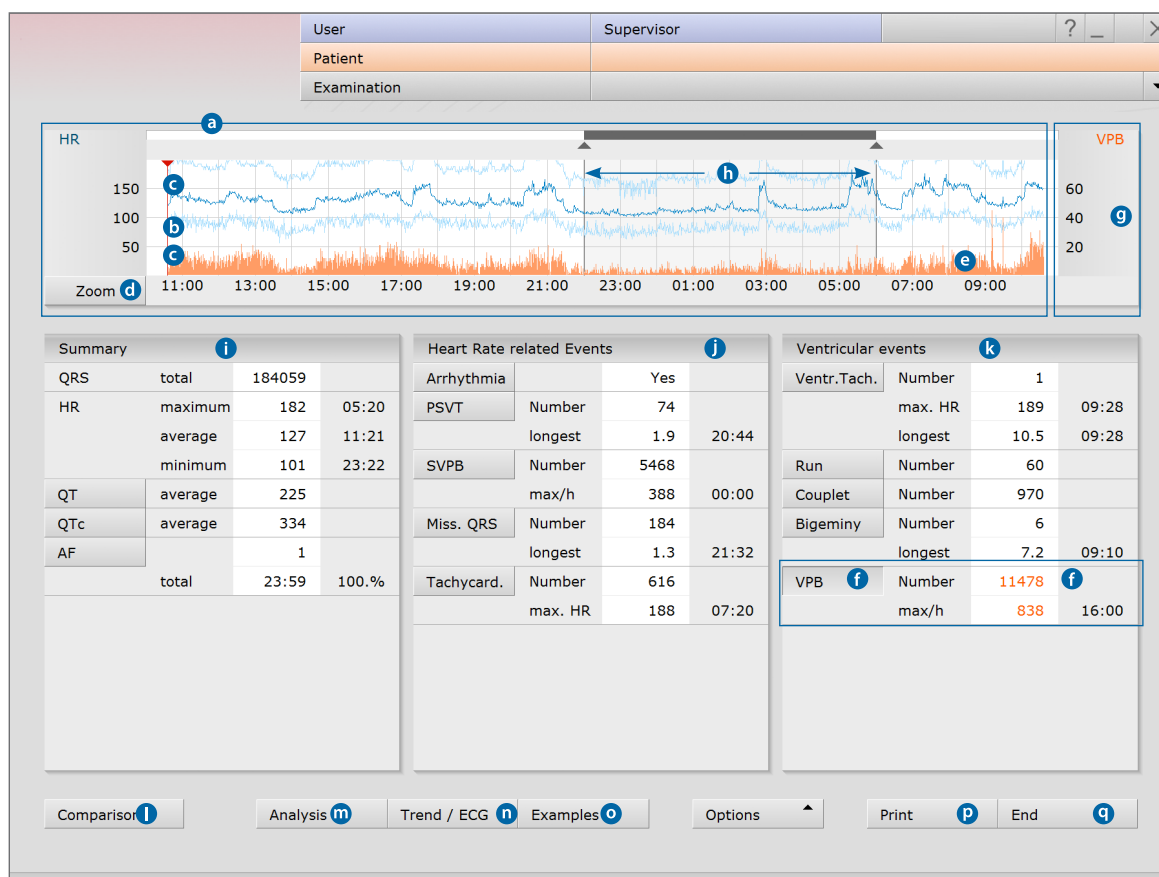 User Supervisor ? _
Patient
Examination
a
HR VPB
h
c
150 60
b
100 40 g
c
50 20
e
Zoom d 11:00 13:00 15:00 17:00 19:00 21:00 23:00 01:00 03:00 05:00 07:00 09:00
Summary i
QRS total 184059
HR maximum 182 05:20
average 127 11:21
minimum 101 23:22
QT average 225
QTc average 334
AF 1
total 23:59 100.%
Heart Rate related Events j
Arrhythmia Yes
PSVT Number 74
longest 1.9 20:44
SVPB Number 5468
max/h 388 00:00
Miss. QRS Number 184
longest 1.3 21:32
Tachycard. Number 616
max. HR 188 07:20
Ventricular events k
Ventr.Tach. Number 1
max. HR 189 09:28
longest 10.5 09:28
Run Number 60
Couplet Number 970
Bigeminy Number 6
longest 7.2 09:10
VPB f Number 11478 f
max/h 838 16:00
Comparison l Analysis m Trend / ECG n Examples o Options Print p End q